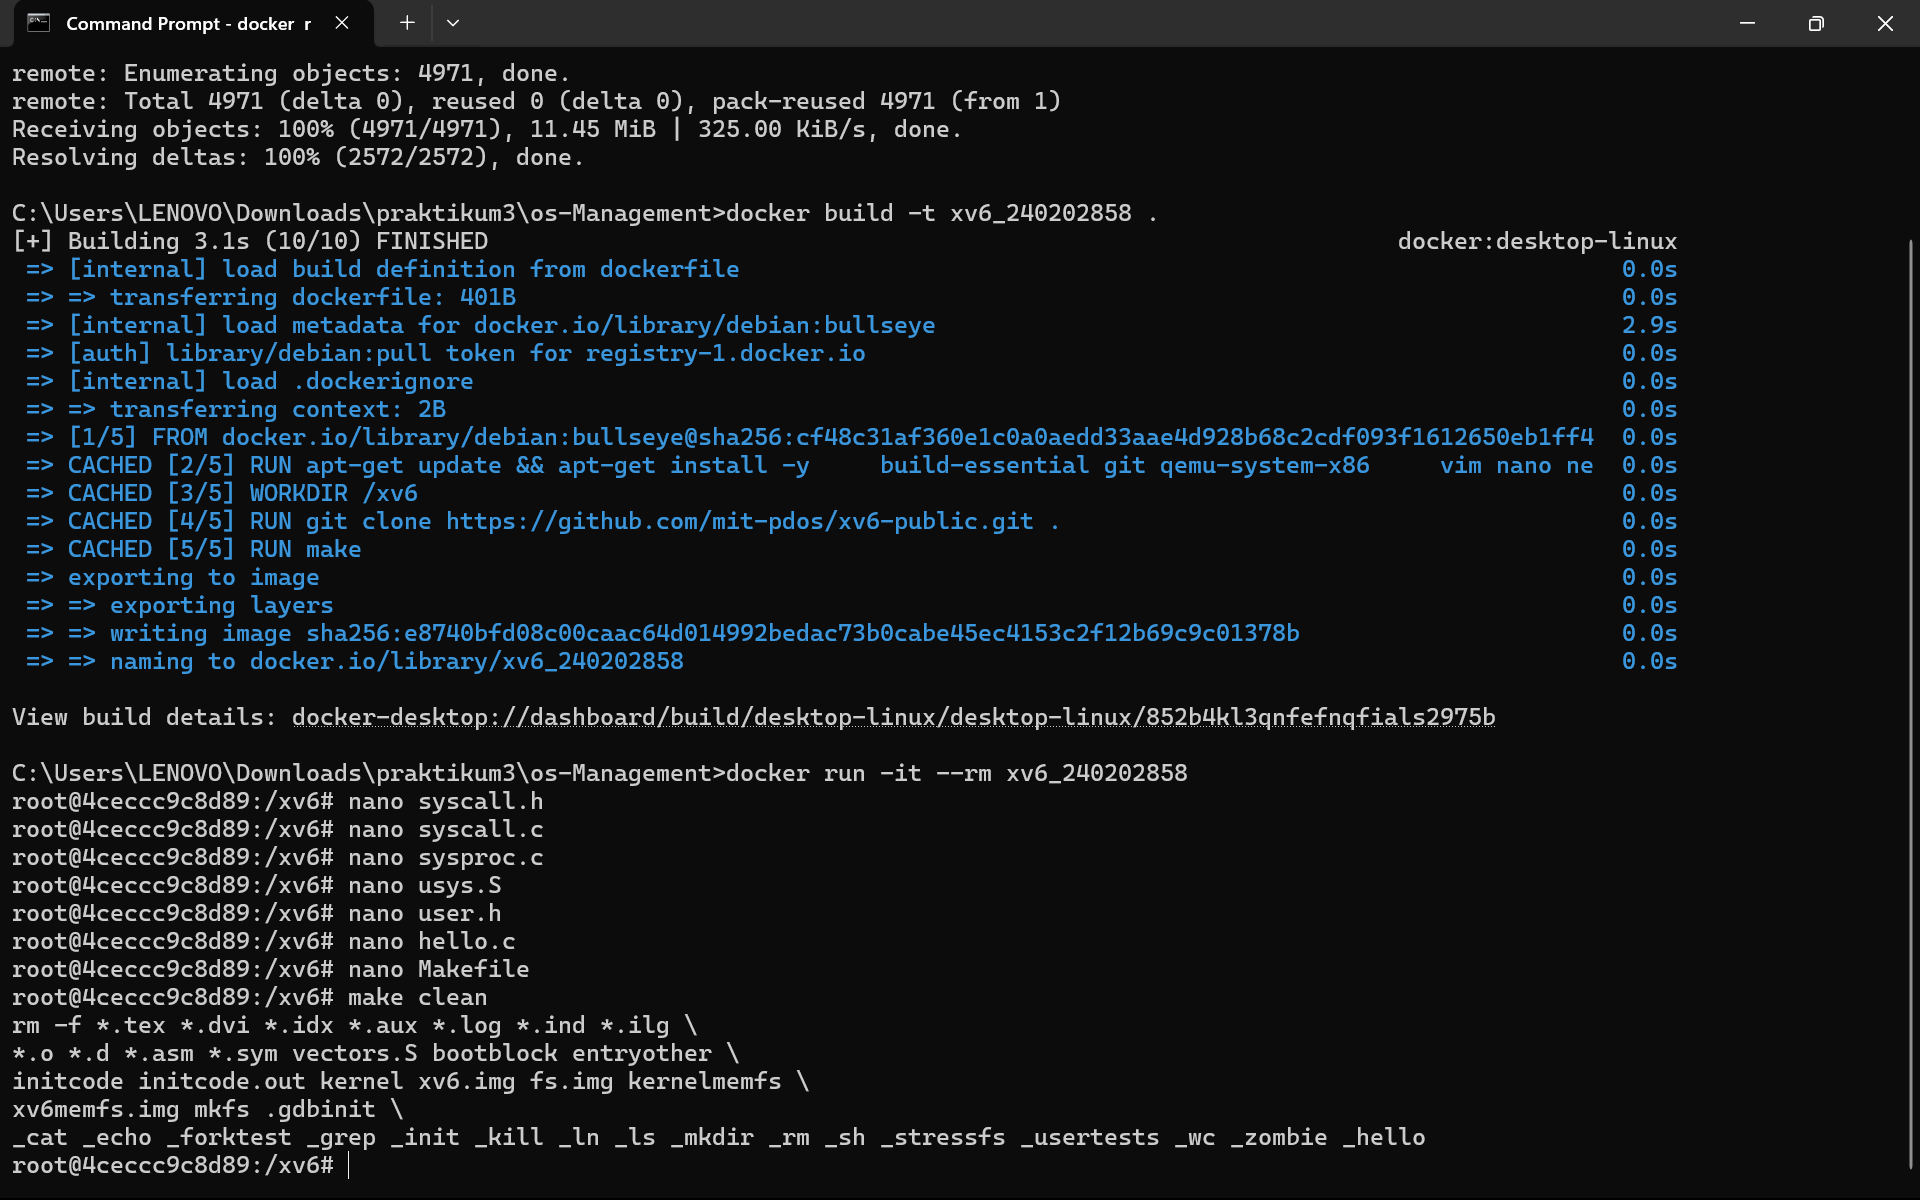 Command Prompt - docker r
remote: Enumerating objects: 4971, done.
remote: Total 4971 (delta 0), reused 0 (delta 0), pack-reused 4971 (from 1)
Receiving objects: 100% (4971/4971), 11.45 MiB | 325.00 KiB/s, done.
Resolving deltas: 100% (2572/2572), done.
C:\Users\LENOVO\Downloads\praktikum3\os-Management>docker build -t xv6_240202858 .
[+] Building 3.1s (10/10) FINISHED docker:desktop-linux
=> [internal] load build definition from dockerfile 0.0s
=> => transferring dockerfile: 401B 0.0s
=> [internal] load metadata for docker.io/library/debian:bullseye 2.9s
=> [auth] library/debian:pull token for registry-1.docker.io 0.0s
=> [internal] load .dockerignore 0.0s
=> => transferring context: 2B 0.0s
=> [1/5] FROM docker.io/library/debian:bullseye@sha256:cf48c31af360e1c0a0aedd33aae4d928b68c2cdf093f1612650eb1ff4 0.0s
=> CACHED [2/5] RUN apt-get update && apt-get install -y     build-essential git qemu-system-x86     vim nano ne 0.0s
=> CACHED [3/5] WORKDIR /xv6 0.0s
=> CACHED [4/5] RUN git clone https://github.com/mit-pdos/xv6-public.git . 0.0s
=> CACHED [5/5] RUN make 0.0s
=> exporting to image 0.0s
=> => exporting layers 0.0s
=> => writing image sha256:e8740bfd08c00caac64d014992bedac73b0cabe45ec4153c2f12b69c9c01378b 0.0s
=> => naming to docker.io/library/xv6_240202858 0.0s
View build details: docker-desktop://dashboard/build/desktop-linux/desktop-linux/852b4kl3qnfefnqfials2975b
C:\Users\LENOVO\Downloads\praktikum3\os-Management>docker run -it --rm xv6_240202858
root@4ceccc9c8d89:/xv6# nano syscall.h
root@4ceccc9c8d89:/xv6# nano syscall.c
root@4ceccc9c8d89:/xv6# nano sysproc.c
root@4ceccc9c8d89:/xv6# nano usys.S
root@4ceccc9c8d89:/xv6# nano user.h
root@4ceccc9c8d89:/xv6# nano hello.c
root@4ceccc9c8d89:/xv6# nano Makefile
root@4ceccc9c8d89:/xv6# make clean
rm -f *.tex *.dvi *.idx *.aux *.log *.ind *.ilg \
*.o *.d *.asm *.sym vectors.S bootblock entryother \
initcode initcode.out kernel xv6.img fs.img kernelmemfs \
xv6memfs.img mkfs .gdbinit \
_cat _echo _forktest _grep _init _kill _ln _ls _mkdir _rm _sh _stressfs _usertests _wc _zombie _hello
root@4ceccc9c8d89:/xv6#